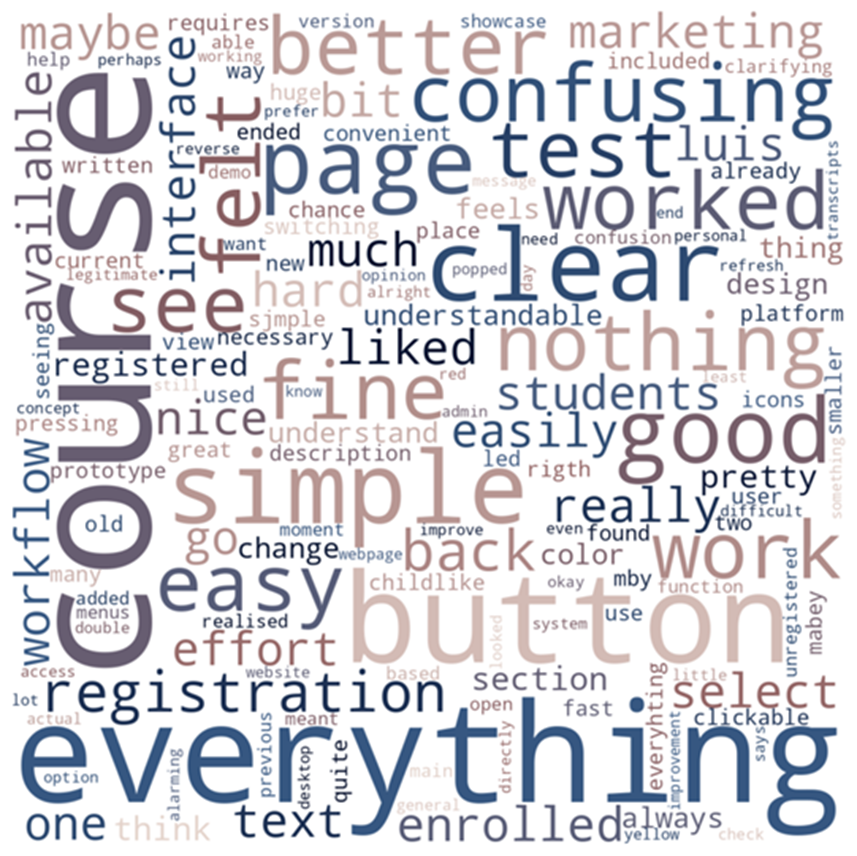 maybe
requires
version
showcase
better
marketing
help
perhaps
able
working
way
included
clarifying
interface
huge
bit
confusing
available
course
felt
prefer
ended
convenient
test
luis
transcripts
written
reverse
demo
page
message
already
worked
end
chance
feels
switching
place
need
confusion
personal
want
much
clear
thing
current
legitimate
new
opinion
popped
day
refresh
see
hard
alright
design
sjmple
understandable
platform
seeing
view
necessary
liked
nothing
registered
red
least
smaller
still
used
fine
know
students
icons
concept
nice
admin
pressing
understand
easily
good
something
great
description
led
rigth
workflow
prototype
simple
pretty
user
really
difficult
two
old
go
moment
improve
even
found
change
webpage
back
color
work
many
easy
childlike
okay
mby
function
unregistered
added
menus
double
button
use
mabey
realised
system
looked
effort
access
website
based
section
everyhting
little
lot
registration
open
fast
select
actual
previous
meant
directly
improvement
clickable
everything
says
option
alarming
desktop
quite
main
general
one
think
text
enrolled
always
yellow
check